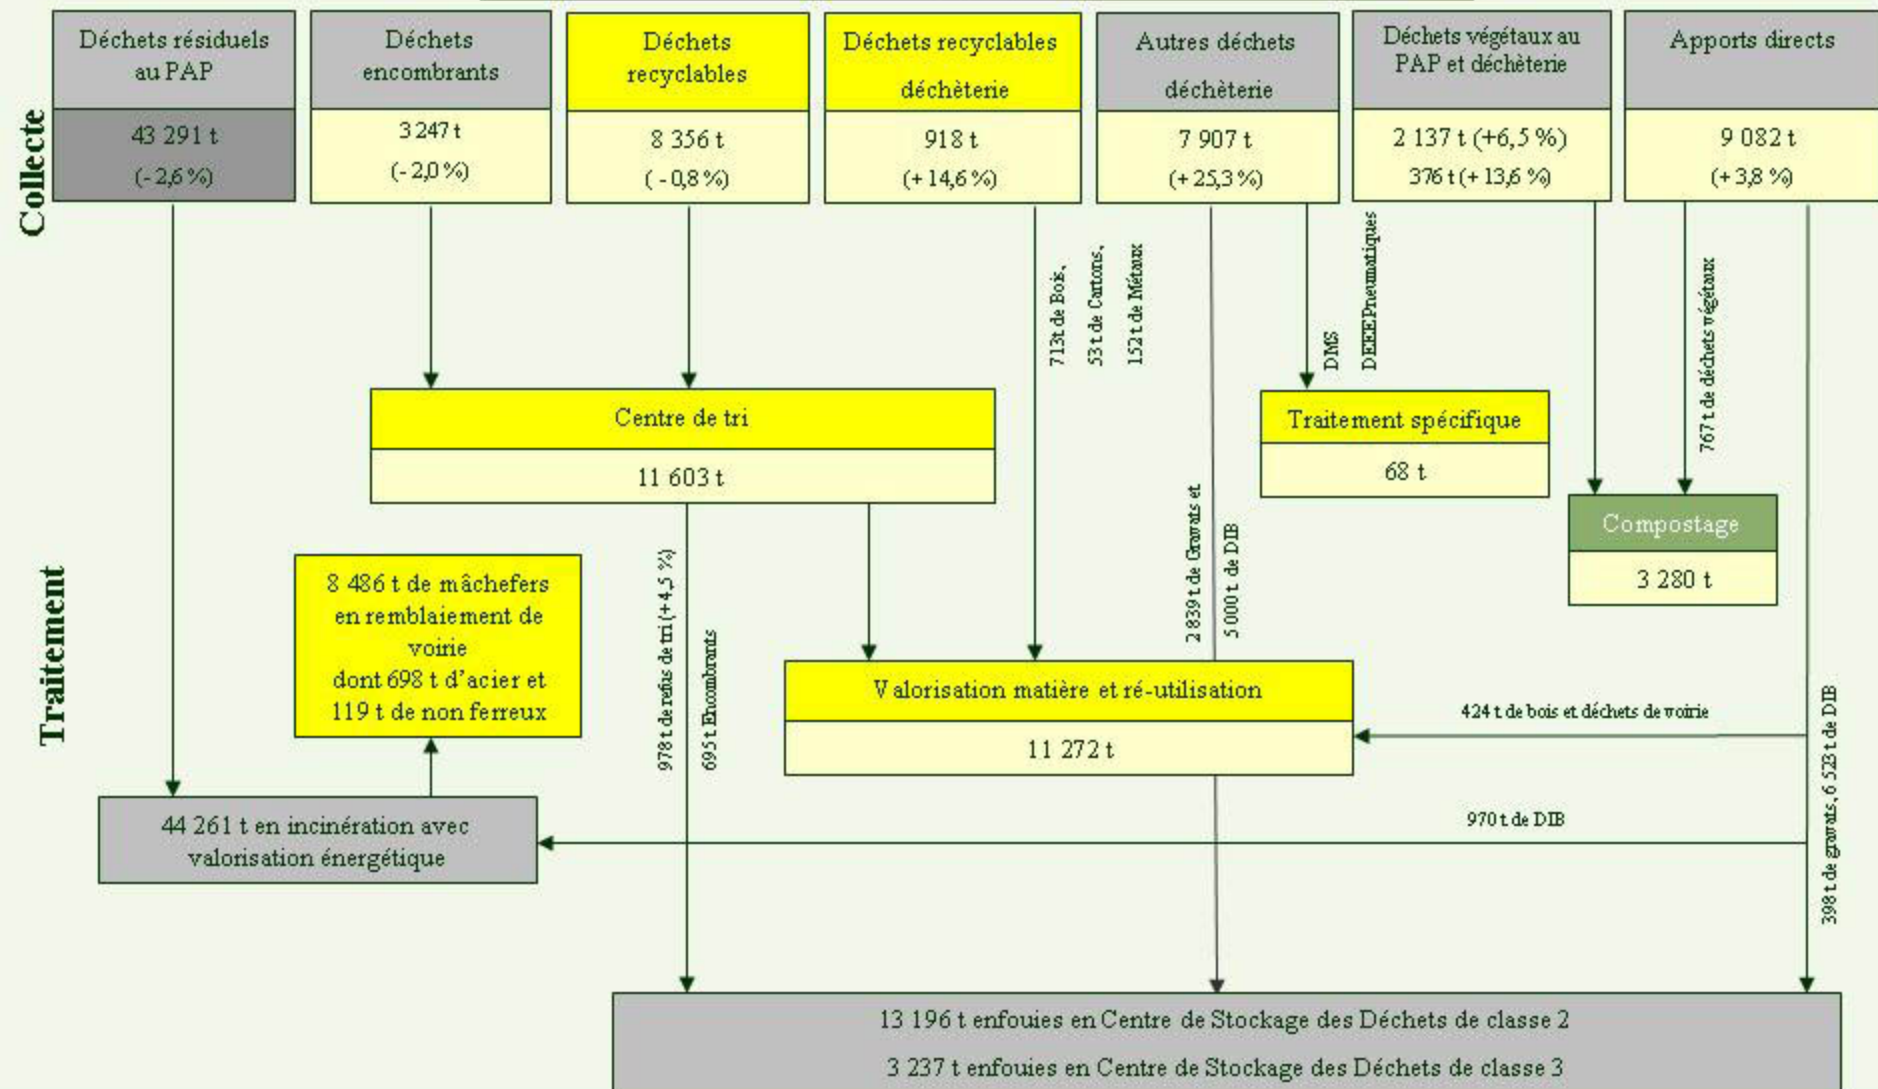 Collecte
Déchets résiduels
au PAP
43 291 t
(- 2,6 %)
Déchets
encombrants
3 247 t
(- 2,0 %)
Déchets
recyclables
8 356 t
( - 0,8 %)
Déchets recyclables
déchèterie
918 t
(+ 14,6 %)
Autres déchets
déchèterie
7 907 t
(+ 25,3 %)
Déchets végétaux au
PAP et déchèterie
2 137 t (+6,5 %)
376 t (+ 13,6 %)
Apports directs
9 082 t
(+ 3,8 %)
713t de Bois,
53 t de Cartons,
152 t de Métaux
DMS
DEEEPneumatiques
767 t de déchets végétaux
Centre de tri
11 603 t
Traitement spécifique
68 t
Compostage
3 280 t
Traitement
8 486 t de mâchefers
en remblaiement de
voirie
dont 698 t d'acier et
119 t de non ferreux
978 t de refus de tri (+4,5 %)
695 t Encombrants
2 839 t de Gravats et
5 000 t de DIB
Valorisation matière et ré-utilisation
11 272 t
424 t de bois et déchets de voirie
970 t de DIB
398 t de gravats, 6 523 t de DIB
44 261 t en incinération avec
valorisation énergétique
13 196 t enfouies en Centre de Stockage des Déchets de classe 2
3 237 t enfouies en Centre de Stockage des Déchets de classe 3